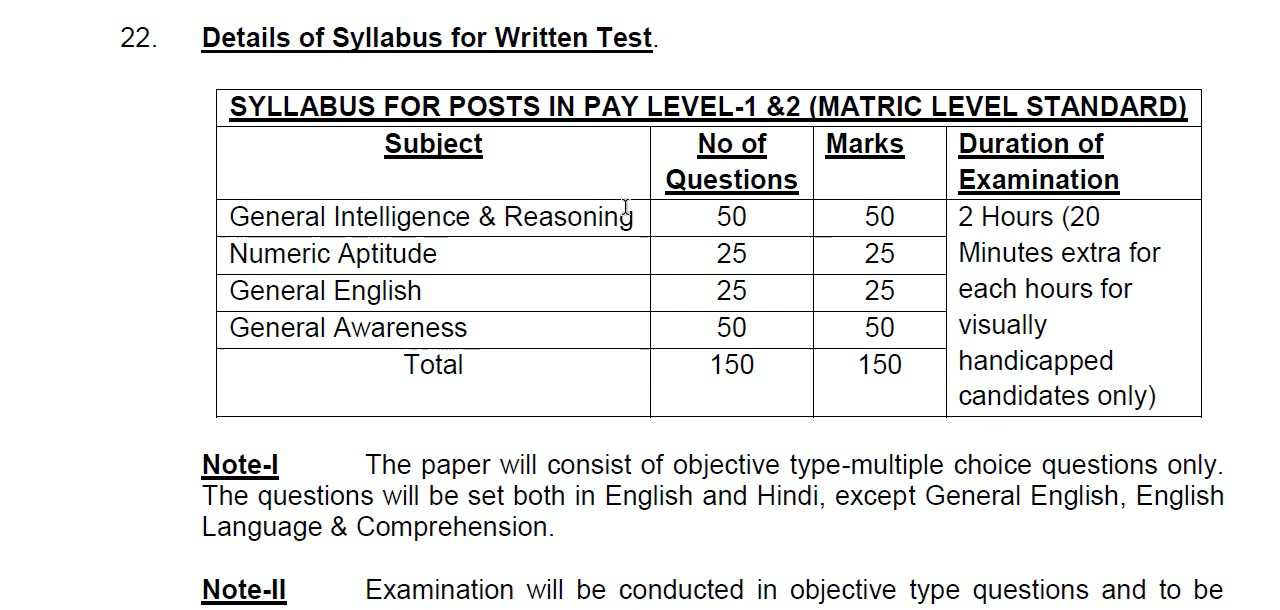 22. Details of Syllabus for Written Test.
SYLLABUS FOR POSTS IN PAY LEVEL-1 &2 (MATRIC LEVEL STANDARD)
Subject No of Questions Marks Duration of Examination
General Intelligence & Reasoning 50 50 2 Hours (20
Numeric Aptitude 25 25 Minutes extra for
General English 25 25 each hours for
General Awareness 50 50 visually
Total 150 150 handicapped
candidates only)
Note-I The paper will consist of objective type-multiple choice questions only.
The questions will be set both in English and Hindi, except General English, English
Language & Comprehension.
Note-II Examination will be conducted in objective type questions and to be